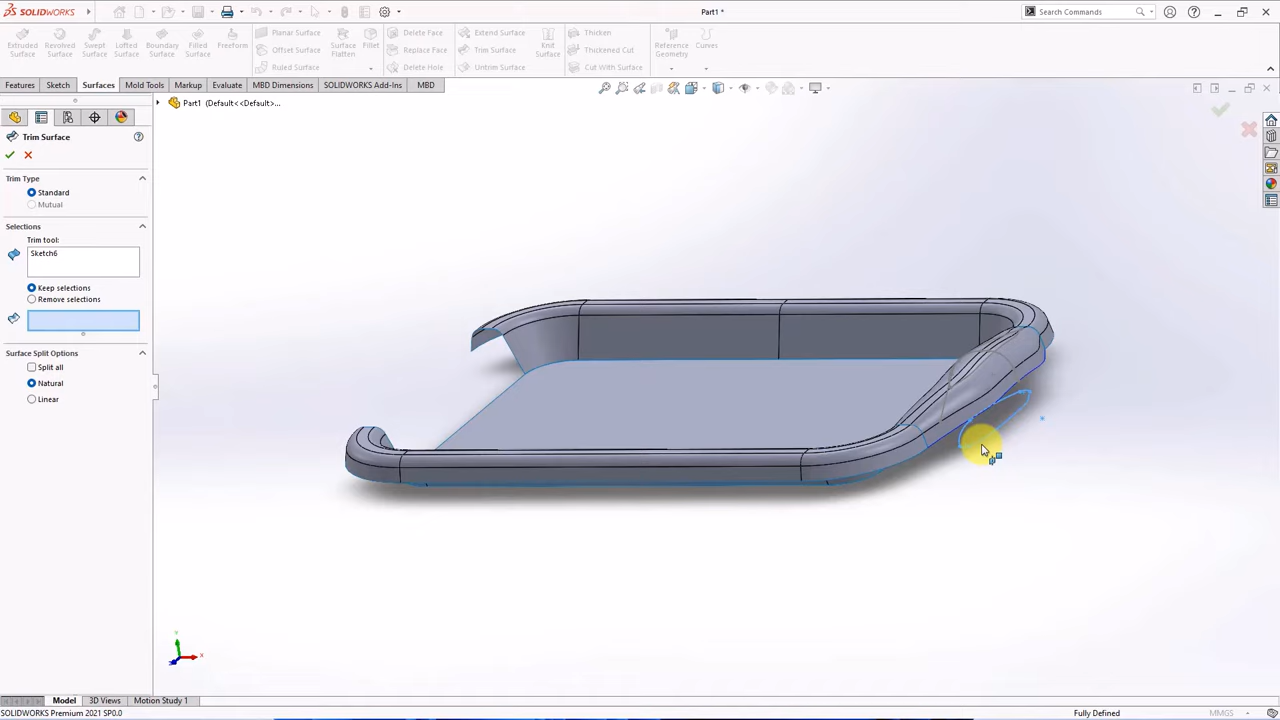 SOLIDWORKS
Part1 *
Search Commands
Extruded Surface
Revolved Surface
Swept Surface
Lofted Surface
Boundary Surface
Filled Surface
Freeform
Planar Surface
Offset Surface
Ruled Surface
Surface Flatten
Fillet
Delete Face
Replace Face
Delete Hole
Extend Surface
Trim Surface
Untrim Surface
Knit Surface
Thicken
Thickened Cut
Cut With Surface
Reference Geometry
Curves
Features
Sketch
Surfaces
Mold Tools
Markup
Evaluate
MBD Dimensions
SOLIDWORKS Add-Ins
MBD
Part1 (Default<<Default>...
Trim Surface
Trim Type
Standard
Mutual
Selections
Trim tool:
Sketch6
Keep selections
Remove selections
Surface Split Options
Split all
Natural
Linear
Y
X
Z
Model
3D Views
Motion Study 1
SOLIDWORKS Premium 2021 SP0.0
Fully Defined
MMGS